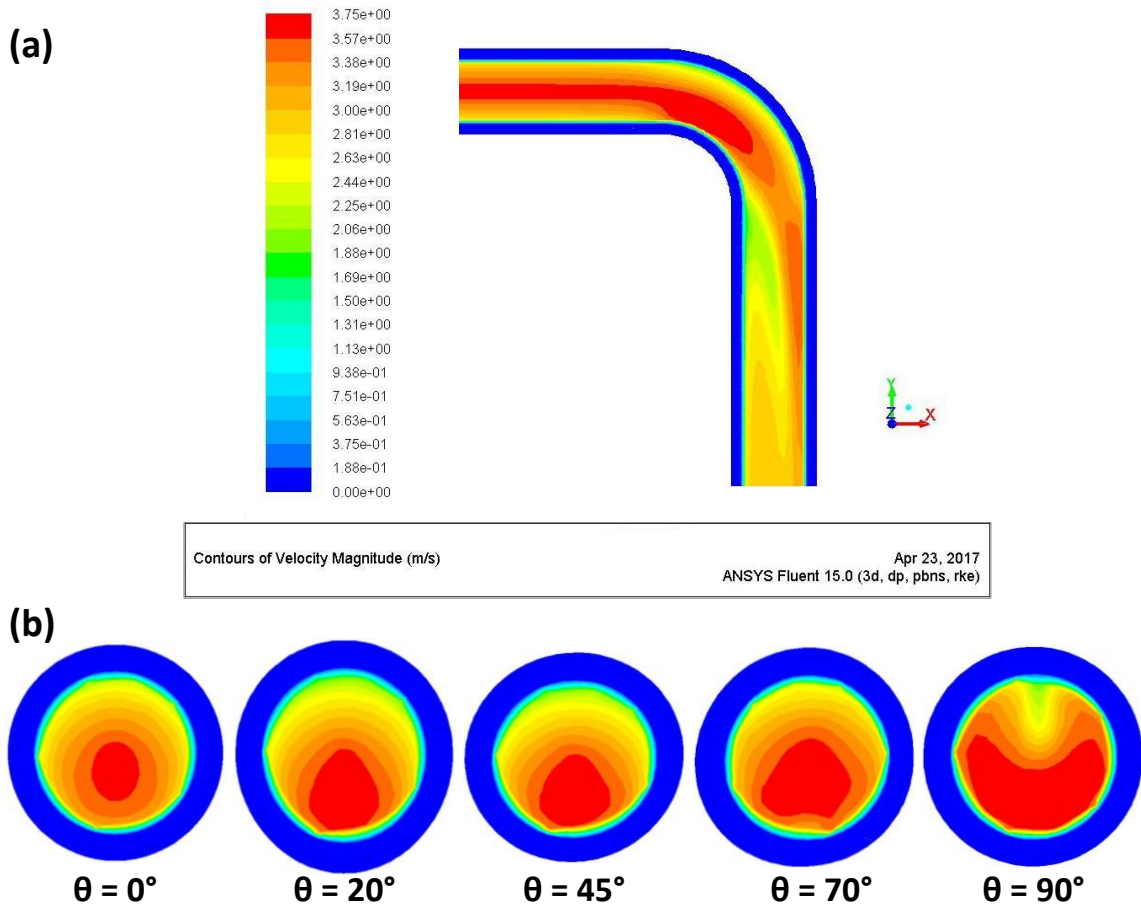 (a)
3.75e+00
3.57e+00
3.38e+00
3.19e+00
3.00e+00
2.81e+00
2.63e+00
2.44e+00
2.25e+00
2.06e+00
1.88e+00
1.69e+00
1.50e+00
1.31e+00
1.13e+00
9.38e-01
7.51e-01
5.63e-01
3.75e-01
1.88e-01
0.00e+00
Y
Z X
Contours of Velocity Magnitude (m/s) Apr 23, 2017
ANSYS Fluent 15.0 (3d, dp, pbns, rke)
(b)
θ = 0° θ = 20° θ = 45° θ = 70° θ = 90°